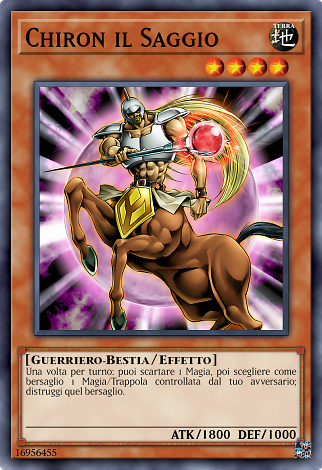 Chiron il Saggio
TERRA
地
[Guerriero-Bestia/Effetto]
Una volta per turno: puoi scartare 1 Magia, poi scegliere come
bersaglio 1 Magia/Trappola controllata dal tuo avversario;
distruggi quel bersaglio.
ATK/1800 DEF/1000
16956455